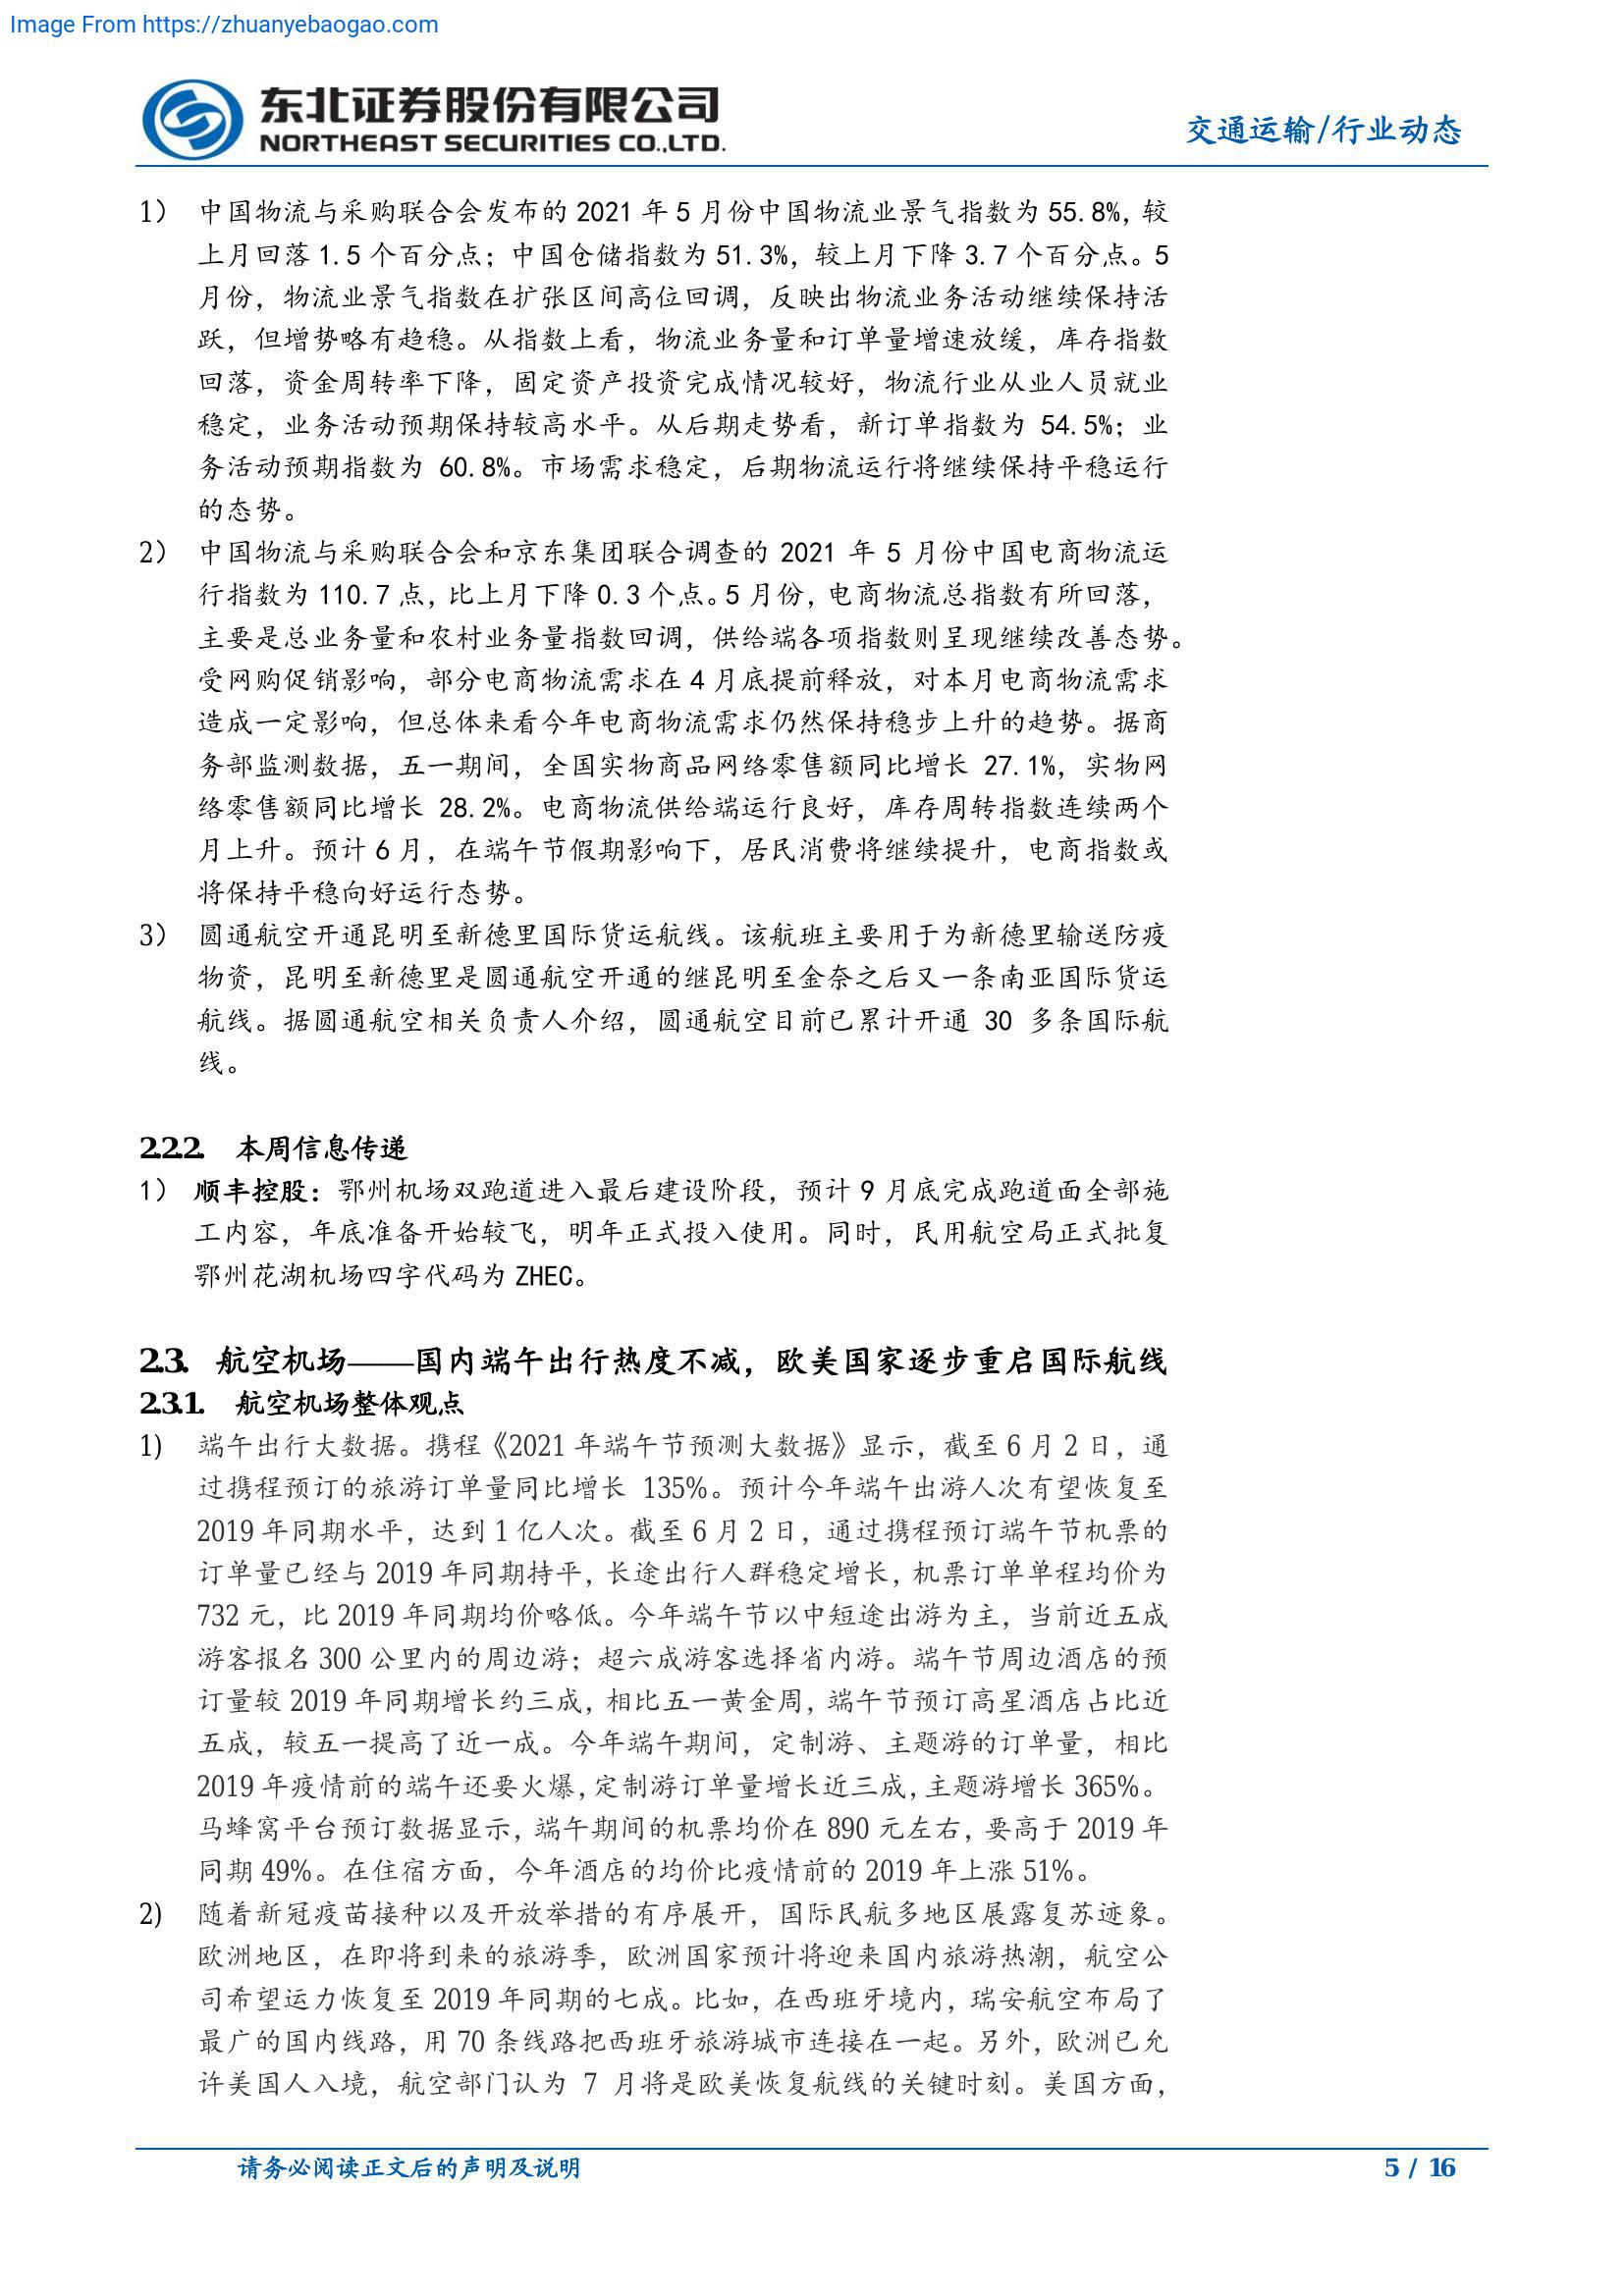 Image From https://zhuanyebaogao.com
东北证券股份有限公司
NORTHEAST SECURITIES CO.,LTD.
交通运输/行业动态
1） 中国物流与采购联合会发布的 2021 年 5 月份中国物流业景气指数为 55.8%，较
上月回落 1.5 个百分点；中国仓储指数为 51.3%，较上月下降 3.7 个百分点。5
月份，物流业景气指数在扩张区间高位回调，反映出物流业务活动继续保持活
跃，但增势略有趋稳。从指数上看，物流业务量和订单量增速放缓，库存指数
回落，资金周转率下降，固定资产投资完成情况较好，物流行业从业人员就业
稳定，业务活动预期保持较高水平。从后期走势看，新订单指数为 54.5%；业
务活动预期指数为 60.8%。市场需求稳定，后期物流运行将继续保持平稳运行
的态势。
2） 中国物流与采购联合会和京东集团联合调查的 2021 年 5 月份中国电商物流运
行指数为 110.7 点，比上月下降 0.3 个点。5 月份，电商物流总指数有所回落，
主要是总业务量和农村业务量指数回调，供给端各项指数则呈现继续改善态势。
受网购促销影响，部分电商物流需求在 4 月底提前释放，对本月电商物流需求
造成一定影响，但总体来看今年电商物流需求仍然保持稳步上升的趋势。据商
务部监测数据，五一期间，全国实物商品网络零售额同比增长 27.1%，实物网
络零售额同比增长 28.2%。电商物流供给端运行良好，库存周转指数连续两个
月上升。预计 6 月，在端午节假期影响下，居民消费将继续提升，电商指数或
将保持平稳向好运行态势。
3） 圆通航空开通昆明至新德里国际货运航线。该航班主要用于为新德里输送防疫
物资，昆明至新德里是圆通航空开通的继昆明至金奈之后又一条南亚国际货运
航线。据圆通航空相关负责人介绍，圆通航空目前已累计开通 30 多条国际航
线。
2.2.2. 本周信息传递
1） 顺丰控股：鄂州机场双跑道进入最后建设阶段，预计 9 月底完成跑道面全部施
工内容，年底准备开始较飞，明年正式投入使用。同时，民用航空局正式批复
鄂州花湖机场四字代码为 ZHEC。
2.3. 航空机场——国内端午出行热度不减，欧美国家逐步重启国际航线
2.3.1. 航空机场整体观点
1) 端午出行大数据。携程《2021 年端午节预测大数据》显示，截至 6 月 2 日，通
过携程预订的旅游订单量同比增长 135%。预计今年端午出游人次有望恢复至
2019 年同期水平，达到 1 亿人次。截至 6 月 2 日，通过携程预订端午节机票的
订单量已经与 2019 年同期持平，长途出行人群稳定增长，机票订单单程均价为
732 元，比 2019 年同期均价略低。今年端午节以中短途出游为主，当前近五成
游客报名 300 公里内的周边游；超六成游客选择省内游。端午节周边酒店的预
订量较 2019 年同期增长约三成，相比五一黄金周，端午节预订高星酒店占比近
五成，较五一提高了近一成。今年端午期间，定制游、主题游的订单量，相比
2019 年疫情前的端午还要火爆，定制游订单量增长近三成，主题游增长 365%。
马蜂窝平台预订数据显示，端午期间的机票均价在 890 元左右，要高于 2019 年
同期 49%。在住宿方面，今年酒店的均价比疫情前的 2019 年上涨 51%。
2) 随着新冠疫苗接种以及开放举措的有序展开，国际民航多地区展露复苏迹象。
欧洲地区，在即将到来的旅游季，欧洲国家预计将迎来国内旅游热潮，航空公
司希望运力恢复至 2019 年同期的七成。比如，在西班牙境内，瑞安航空布局了
最广的国内线路，用 70 条线路把西班牙旅游城市连接在一起。另外，欧洲已允
许美国人入境，航空部门认为 7 月将是欧美恢复航线的关键时刻。美国方面，
请务必阅读正文后的声明及说明
5 / 16